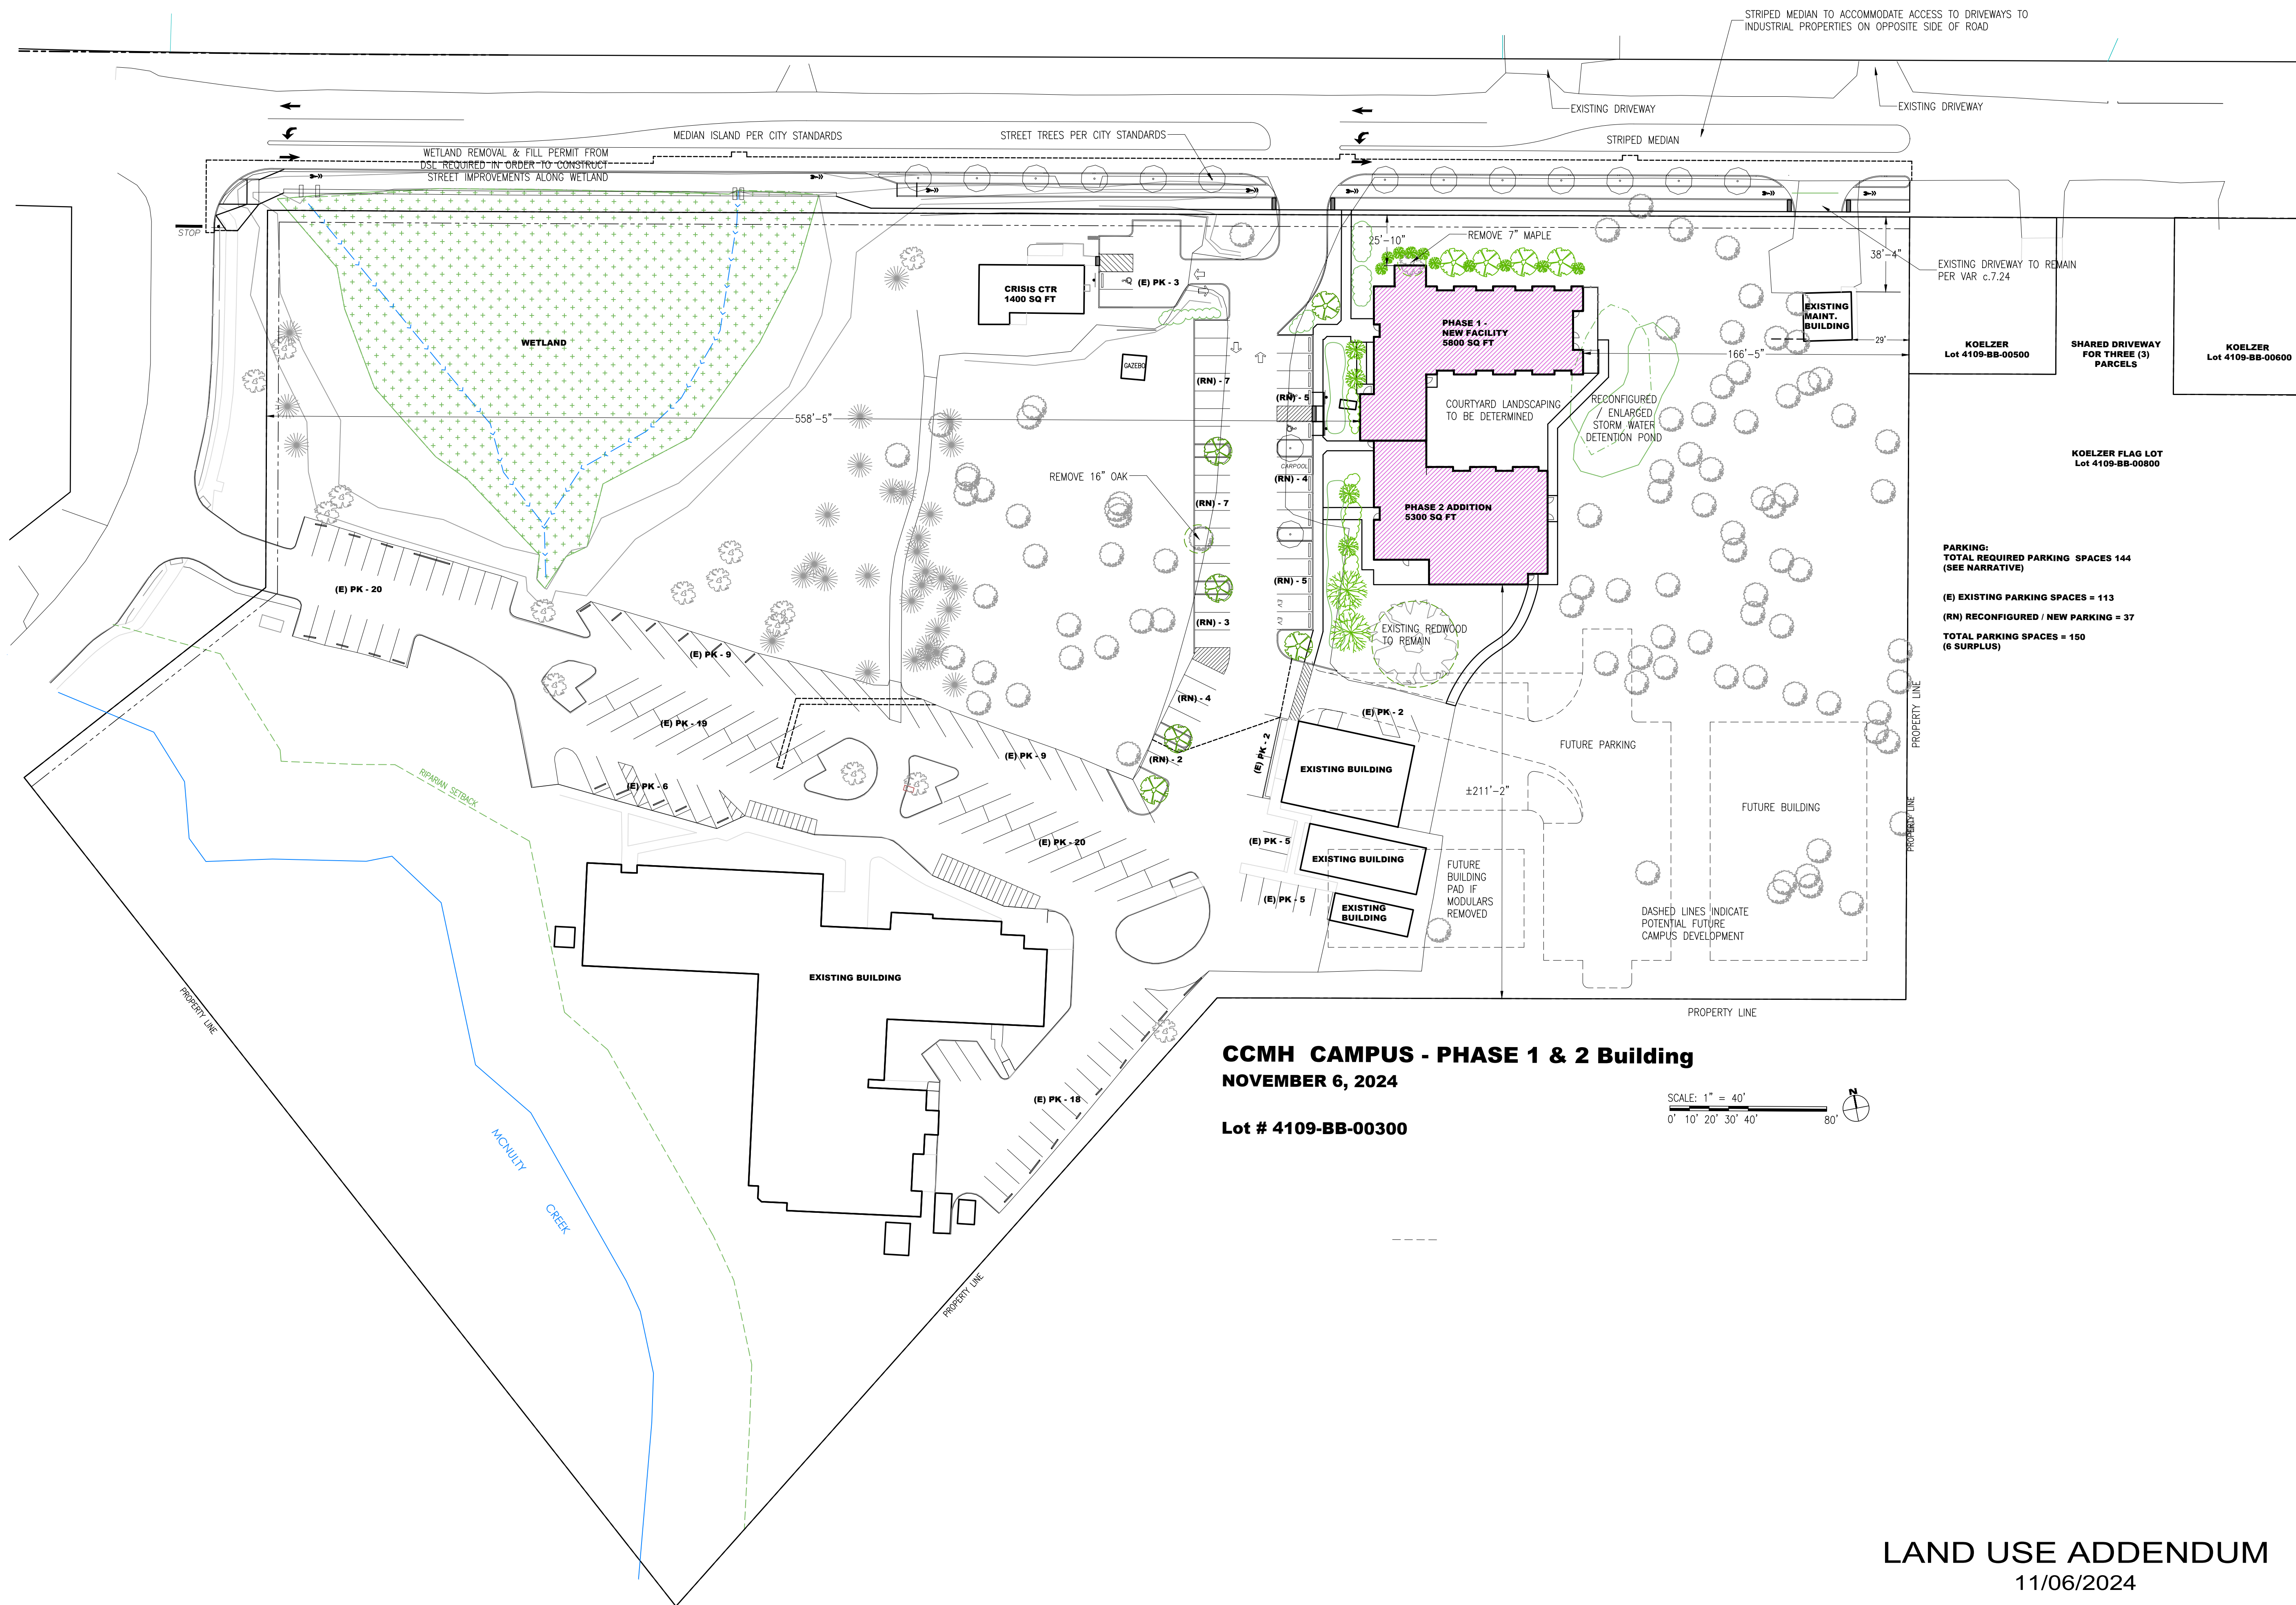 STRIPED MEDIAN TO ACCOMMODATE ACCESS TO DRIVEWAYS TO
INDUSTRIAL PROPERTIES ON OPPOSITE SIDE OF ROAD
EXISTING DRIVEWAY
EXISTING DRIVEWAY
MEDIAN ISLAND PER CITY STANDARDS
STREET TREES PER CITY STANDARDS
STRIPED MEDIAN
WETLAND REMOVAL & FILL PERMIT FROM
DSL REQUIRED IN ORDER TO CONSTRUCT
STREET IMPROVEMENTS ALONG WETLAND
STOP
25'-10"
REMOVE 7" MAPLE
38'-4"
EXISTING DRIVEWAY TO REMAIN
PER VAR c.7.24
CRISIS CTR
1400 SQ FT
(E) PK - 3
EXISTING
MAINT.
BUILDING
29'
PHASE 1 -
NEW FACILITY
5800 SQ FT
WETLAND
GAZEBO
166'-5"
KOELZER
Lot 4109-BB-00500
SHARED DRIVEWAY
FOR THREE (3)
PARCELS
KOELZER
Lot 4109-BB-00600
(RN) - 7
(RN) - 5
558'-5"
COURTYARD LANDSCAPING
TO BE DETERMINED
RECONFIGURED
/ ENLARGED
STORM WATER
DETENTION POND
KOELZER FLAG LOT
Lot 4109-BB-00800
REMOVE 16" OAK
CARPOOL
(RN) - 4
(RN) - 7
PHASE 2 ADDITION
5300 SQ FT
PARKING:
TOTAL REQUIRED PARKING SPACES 144
(SEE NARRATIVE)
(E) EXISTING PARKING SPACES = 113
(RN) RECONFIGURED / NEW PARKING = 37
TOTAL PARKING SPACES = 150
(6 SURPLUS)
(E) PK - 20
(RN) - 5
EV
EV
(RN) - 3
EXISTING REDWOOD
TO REMAIN
(E) PK - 9
(RN) - 4
(E) PK - 19
(E) PK - 2
PROPERTY LINE
(E) PK - 9
(RN) - 2
(E) PK - 2
FUTURE PARKING
EXISTING BUILDING
RIPARIAN SETBACK
(E) PK - 6
±211'-2"
FUTURE BUILDING
PROPERTY LINE
(E) PK - 20
(E) PK - 5
EXISTING BUILDING
FUTURE
BUILDING
PAD IF
MODULARS
REMOVED
(E) PK - 5
EXISTING
BUILDING
DASHED LINES INDICATE
POTENTIAL FUTURE
CAMPUS DEVELOPMENT
EXISTING BUILDING
PROPERTY LINE
PROPERTY LINE
CCMH CAMPUS - PHASE 1 & 2 Building
NOVEMBER 6, 2024
Lot # 4109-BB-00300
SCALE: 1" = 40'
0' 10' 20' 30' 40' 80'
N
(E) PK - 18
MCNULTY
CREEK
PROPERTY LINE
LAND USE ADDENDUM
11/06/2024